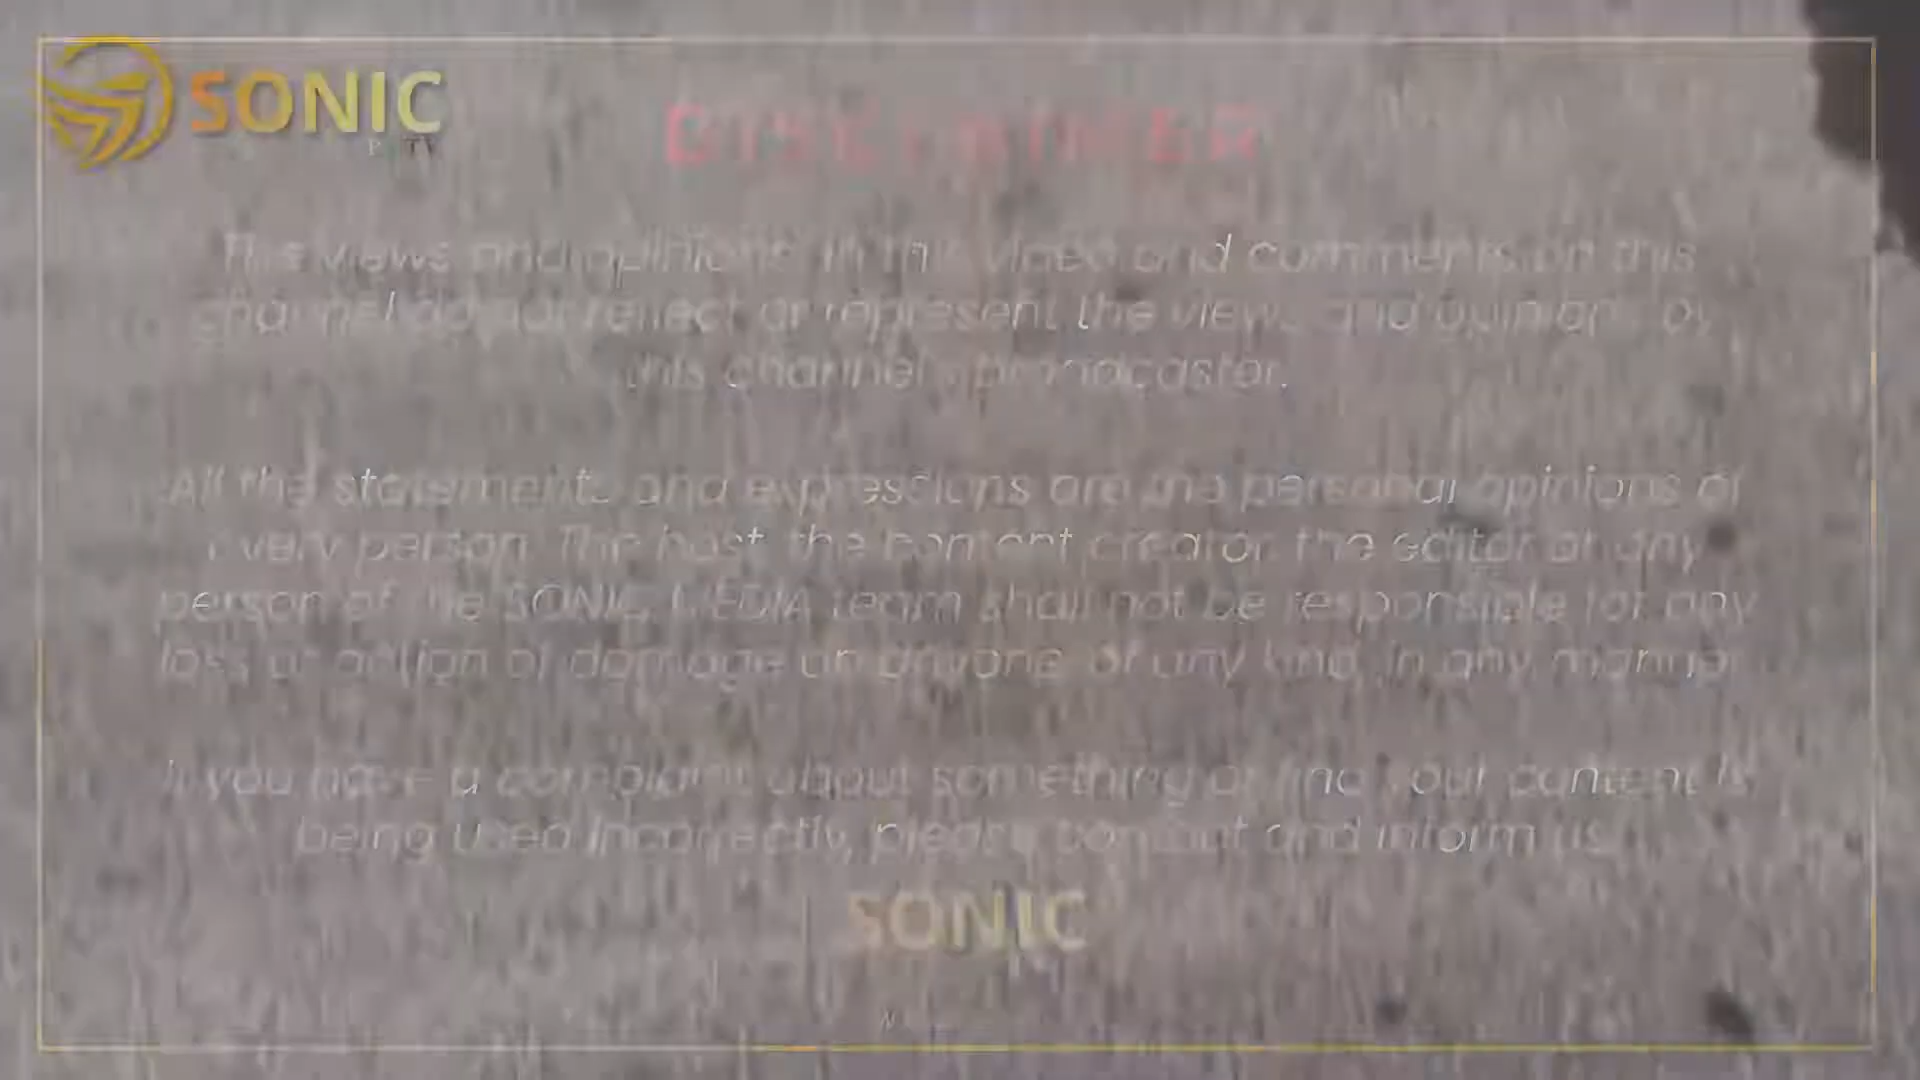 SONIC
TV
DISCLAIMER
The views and opinions in this video and comments on this
channel do not reflect or represent the views and opinions by
this channel broadcaster.
All the statements and expressions are the personal opinions of
every person. The host, the content creator, the editor or any
person of the SONIC MEDIA team shall not be responsible for any
loss or action of damage on anyone, of any kind, in any manner
If you have a complaint about something or find your content is
being used incorrectly, please contact and inform us
SONIC